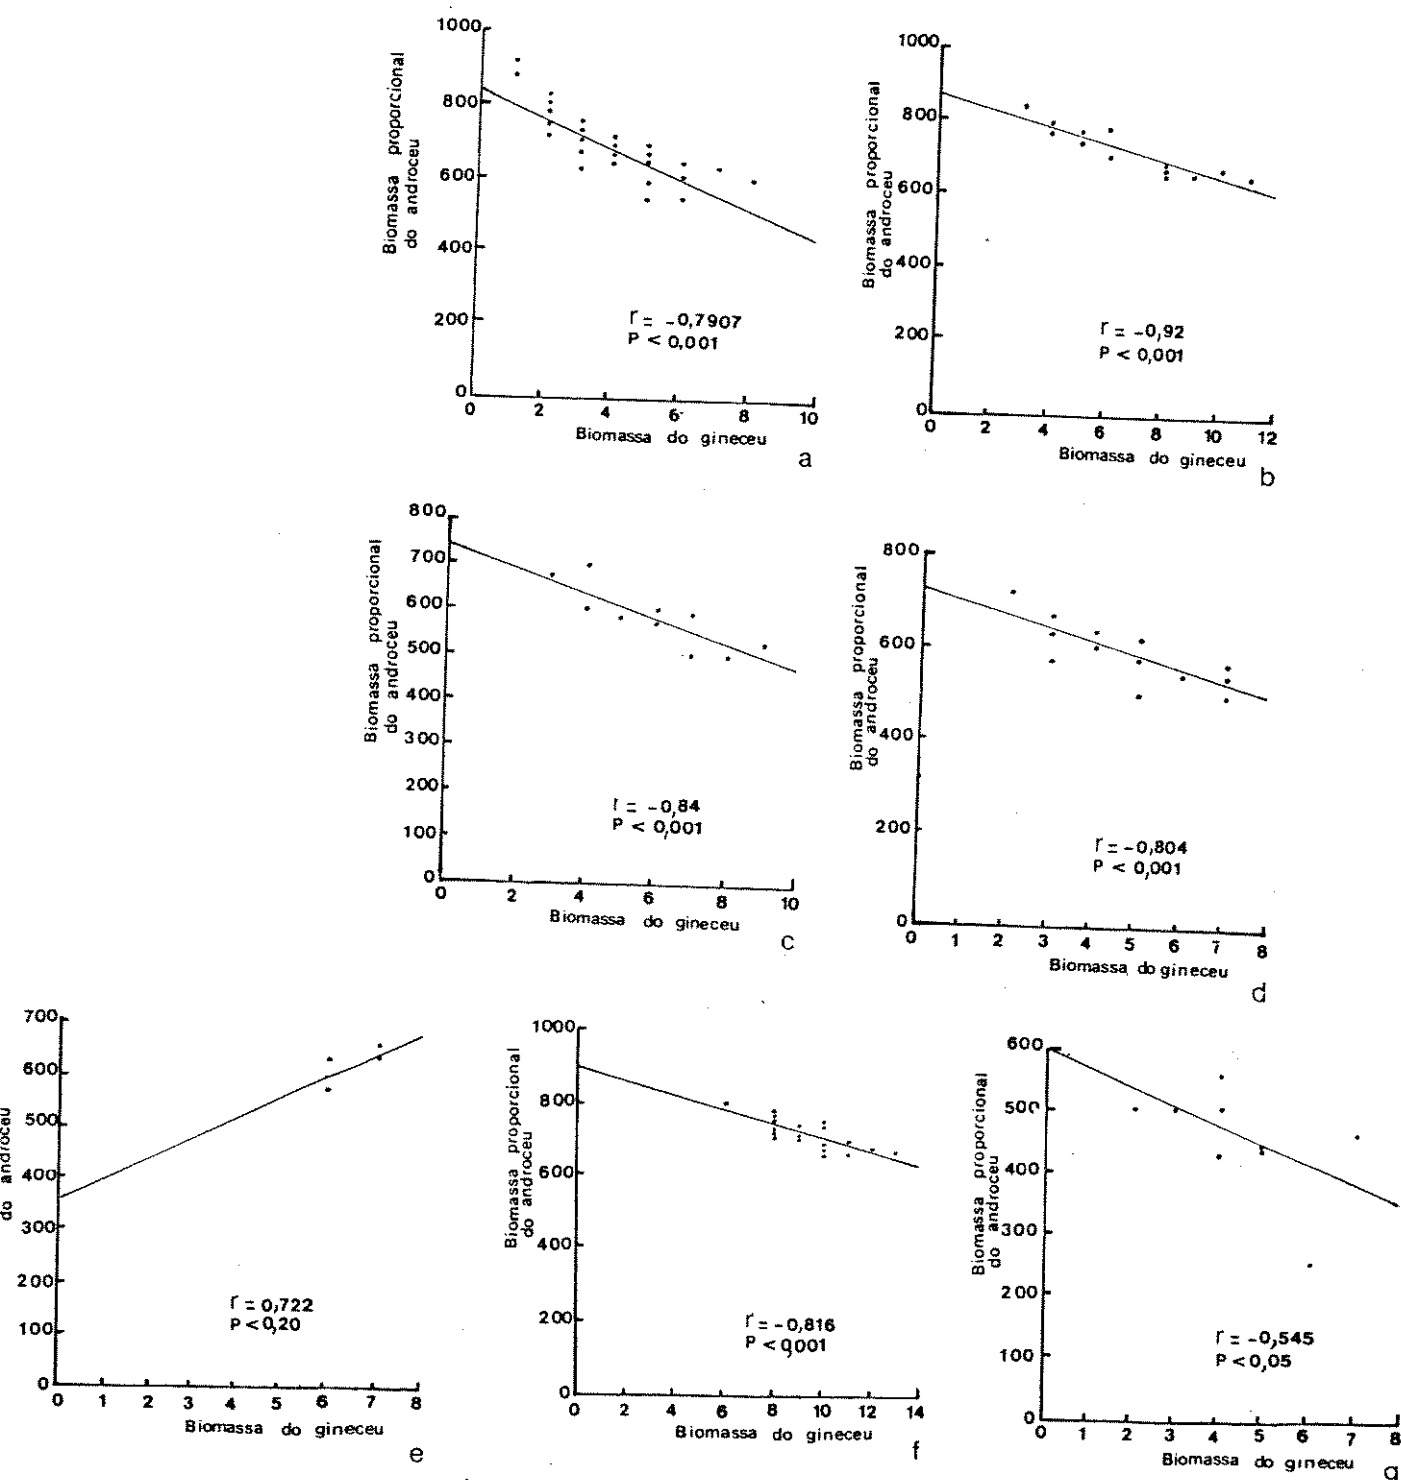 Biomassa proporcional
do androceu
1000
800
600
400
200
0
0 2 4 6 8 10
r = -0,7907
P < 0,001
Biomassa do gineceu
a
Biomassa proporcional
do androceu
1000
800
600
400
200
0
0 2 4 6 8 10 12
r = -0,92
P < 0,001
Biomassa do gineceu
b
Biomassa proporcional
do androceu
800
700
600
500
400
300
200
100
0
0 2 4 6 8 10
r = -0,84
P < 0,001
Biomassa do gineceu
c
Biomassa proporcional
do androceu
800
600
400
200
0
0 1 2 3 4 5 6 7 8
r = -0,804
P < 0,001
Biomassa do gineceu
d
do androceu
700
600
500
400
300
200
100
0
0 1 2 3 4 5 6 7 8
r = 0,722
P < 0,20
Biomassa do gineceu
e
Biomassa proporcional
do androceu
1000
800
600
400
200
0
0 2 4 6 8 10 12 14
r = -0,816
P < 0,001
Biomassa do gineceu
f
Biomassa proporcional
do androceu
600
500
400
300
200
100
0
0 1 2 3 4 5 6 7 8
r = -0,545
P < 0,05
Biomassa do gineceu
g